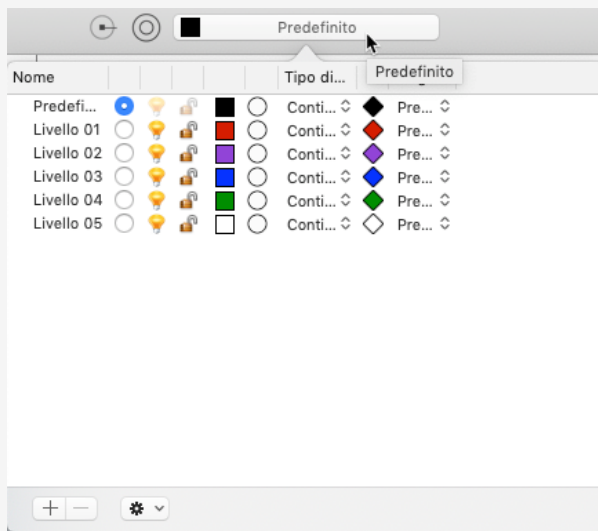 Predefinito
Nome Tipo di...
Predefinito
Predefi... Conti... Pre...
Livello 01 Conti... Pre...
Livello 02 Conti... Pre...
Livello 03 Conti... Pre...
Livello 04 Conti... Pre...
Livello 05 Conti... Pre...